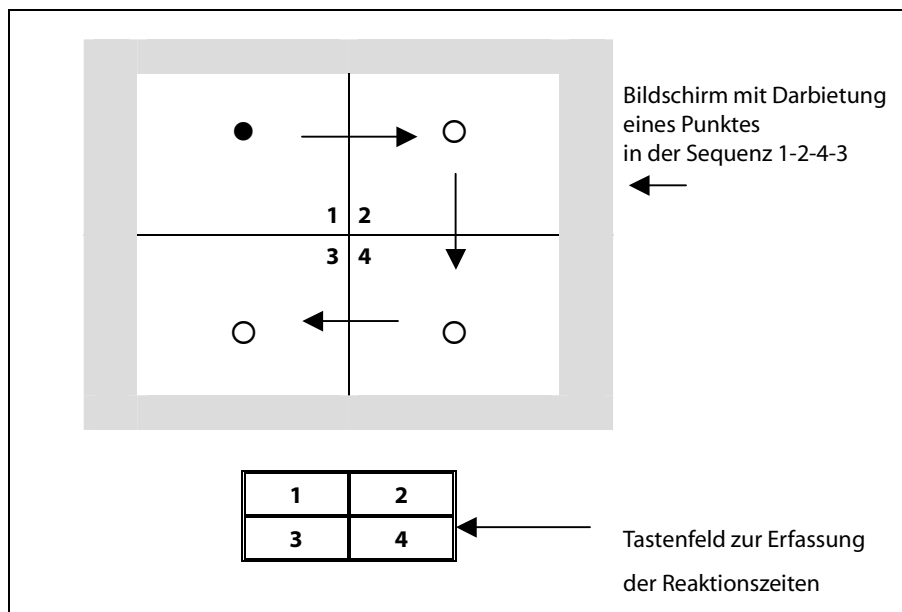 Bildschirm mit Darbietung
eines Punktes
in der Sequenz 1-2-4-3
1 2
3 4
1 2
3 4
Tastenfeld zur Erfassung
der Reaktionszeiten